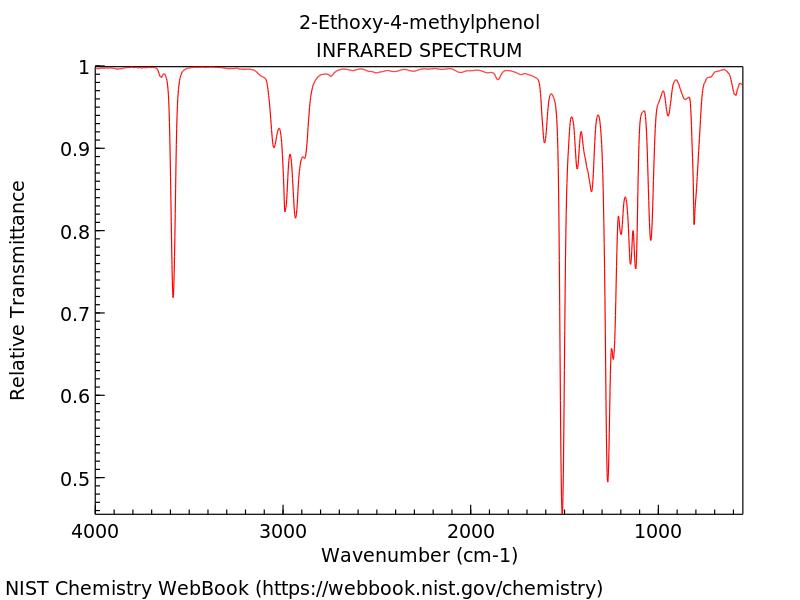 2-Ethoxy-4-methylphenol
INFRARED SPECTRUM
1
0.9
0.8
0.7
0.6
0.5
Relative Transmittance
4000 3000 2000 1000
Wavenumber (cm-1)
NIST Chemistry WebBook (https://webbook.nist.gov/chemistry)